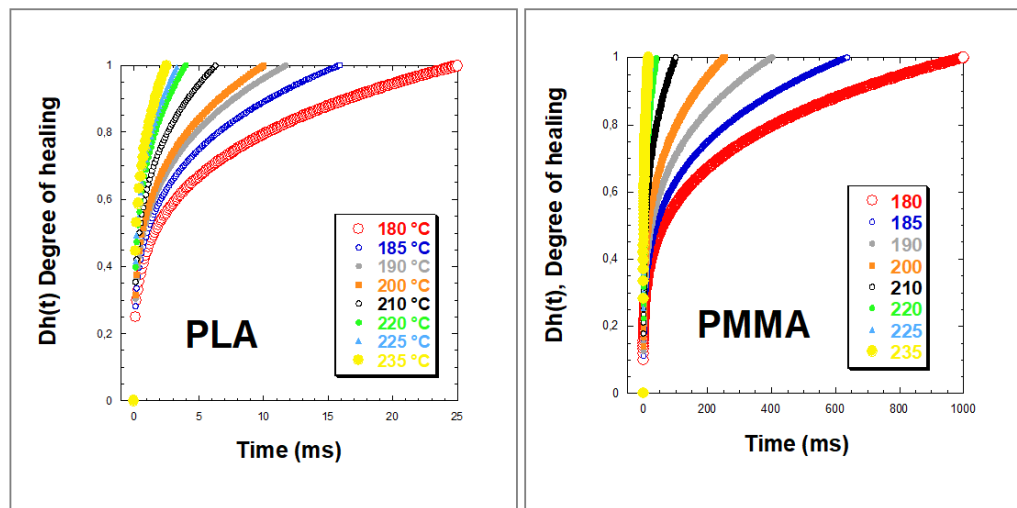 Dh(t) Degree of healing
1
0,8
0,6
0,4
0,2
0
180 °C
185 °C
190 °C
200 °C
210 °C
220 °C
225 °C
235 °C
PLA
0
5
10
15
20
25
Time (ms)
Dh(t), Degree of healing
1
0,8
0,6
0,4
0,2
0
180
185
190
200
210
220
225
235
PMMA
0
200
400
600
800
1000
Time (ms)